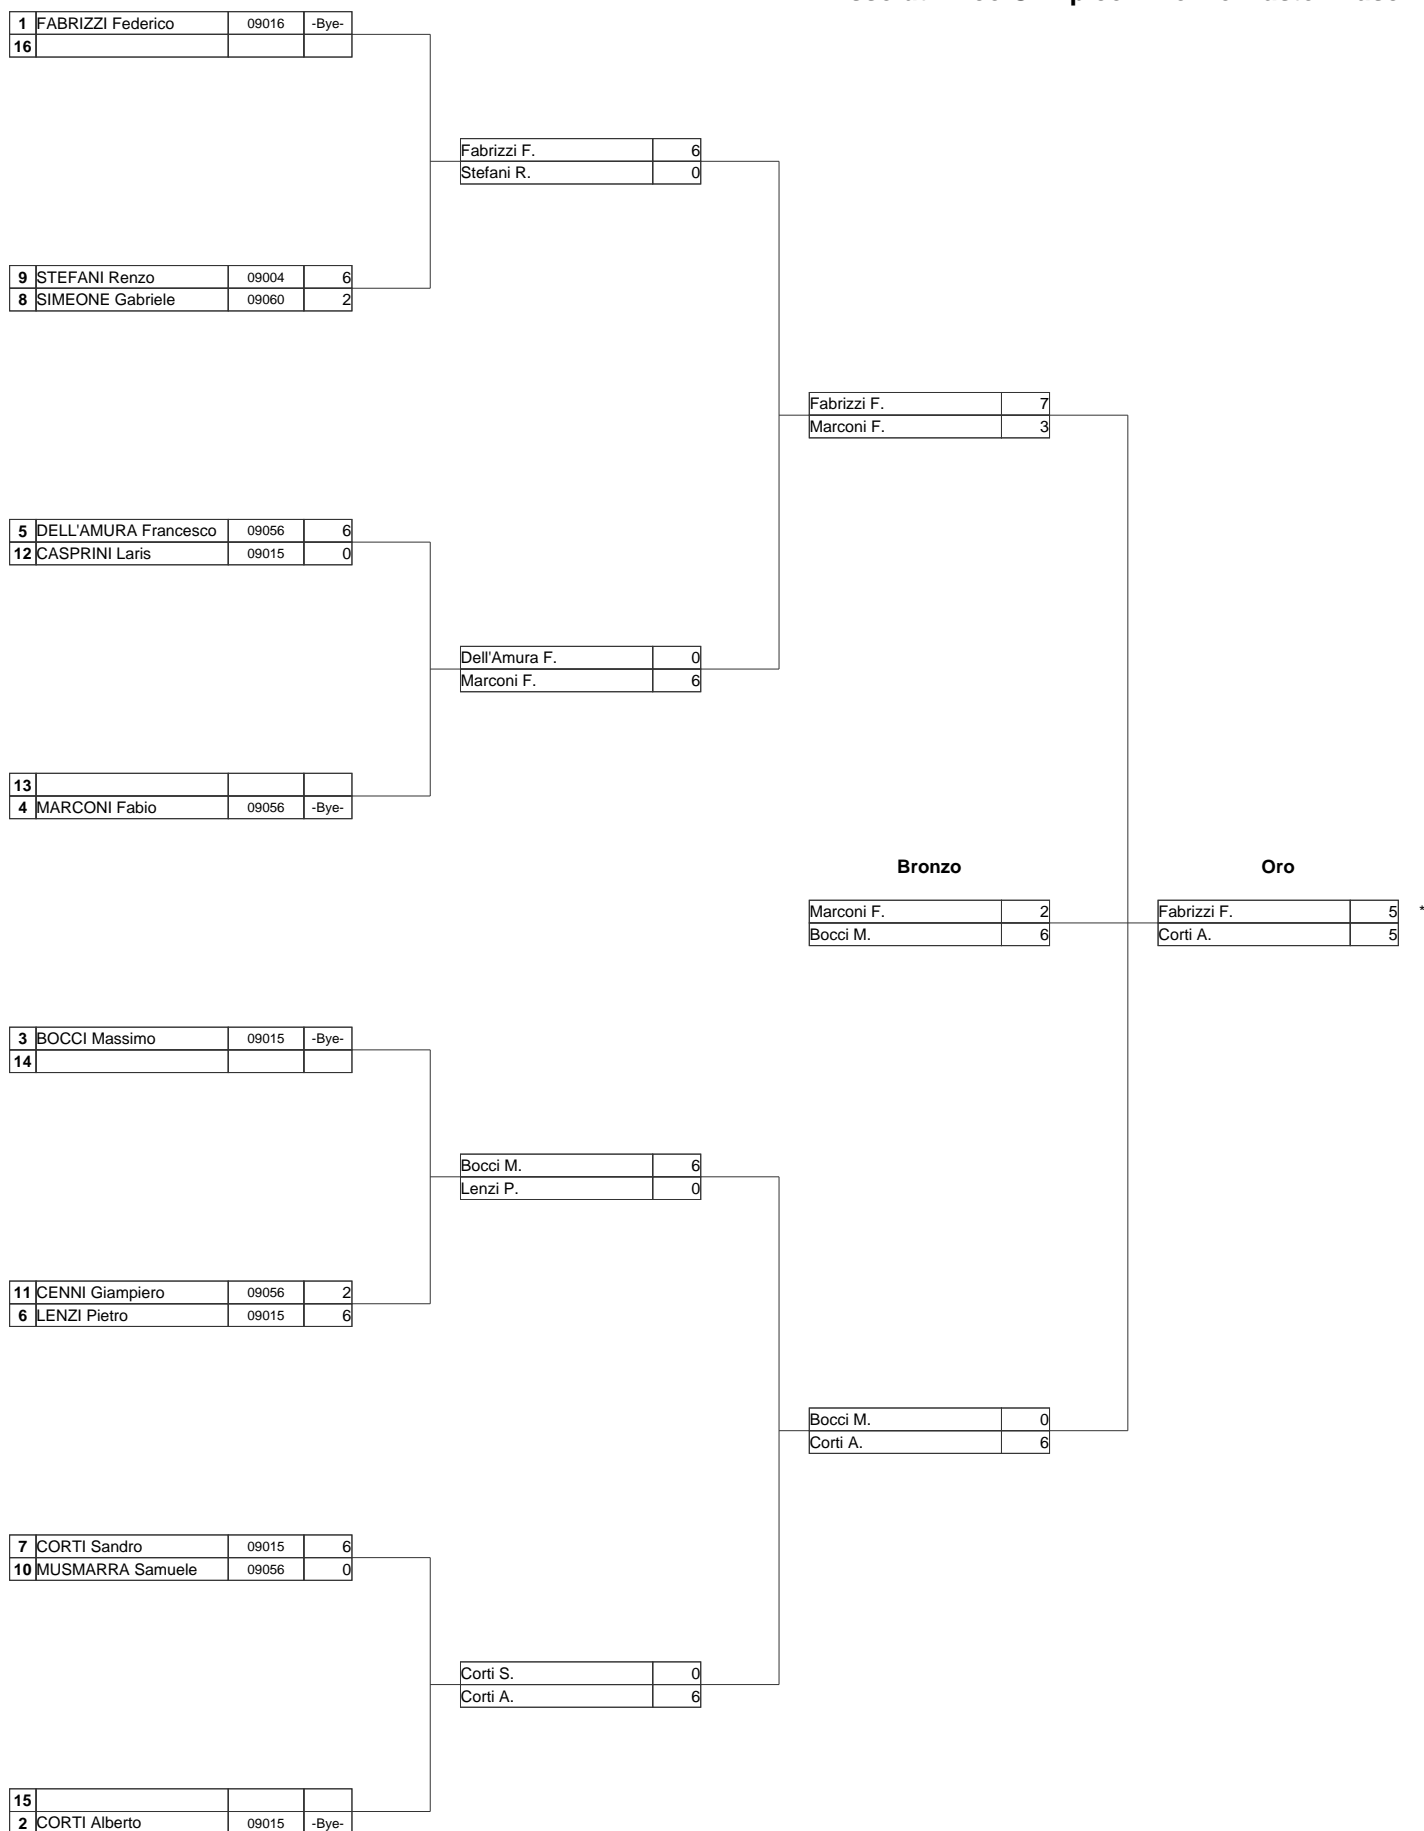 1 FABRIZZI Federico 09016 -Bye-
16
Fabrizzi F. 6
Stefani R. 0
9 STEFANI Renzo 09004 6
8 SIMEONE Gabriele 09060 2
Fabrizzi F. 7
Marconi F. 3
5 DELL'AMURA Francesco 09056 6
12 CASPRINI Laris 09015 0
Dell'Amura F. 0
Marconi F. 6
13
4 MARCONI Fabio 09056 -Bye-
Bronzo Oro
Marconi F. 2 Fabrizzi F. 5 *
Bocci M. 6 Corti A. 5
3 BOCCI Massimo 09015 -Bye-
14
Bocci M. 6
Lenzi P. 0
11 CENNI Giampiero 09056 2
6 LENZI Pietro 09015 6
Bocci M. 0
Corti A. 6
7 CORTI Sandro 09015 6
10 MUSMARRA Samuele 09056 0
Corti S. 0
Corti A. 6
15
2 CORTI Alberto 09015 -Bye-